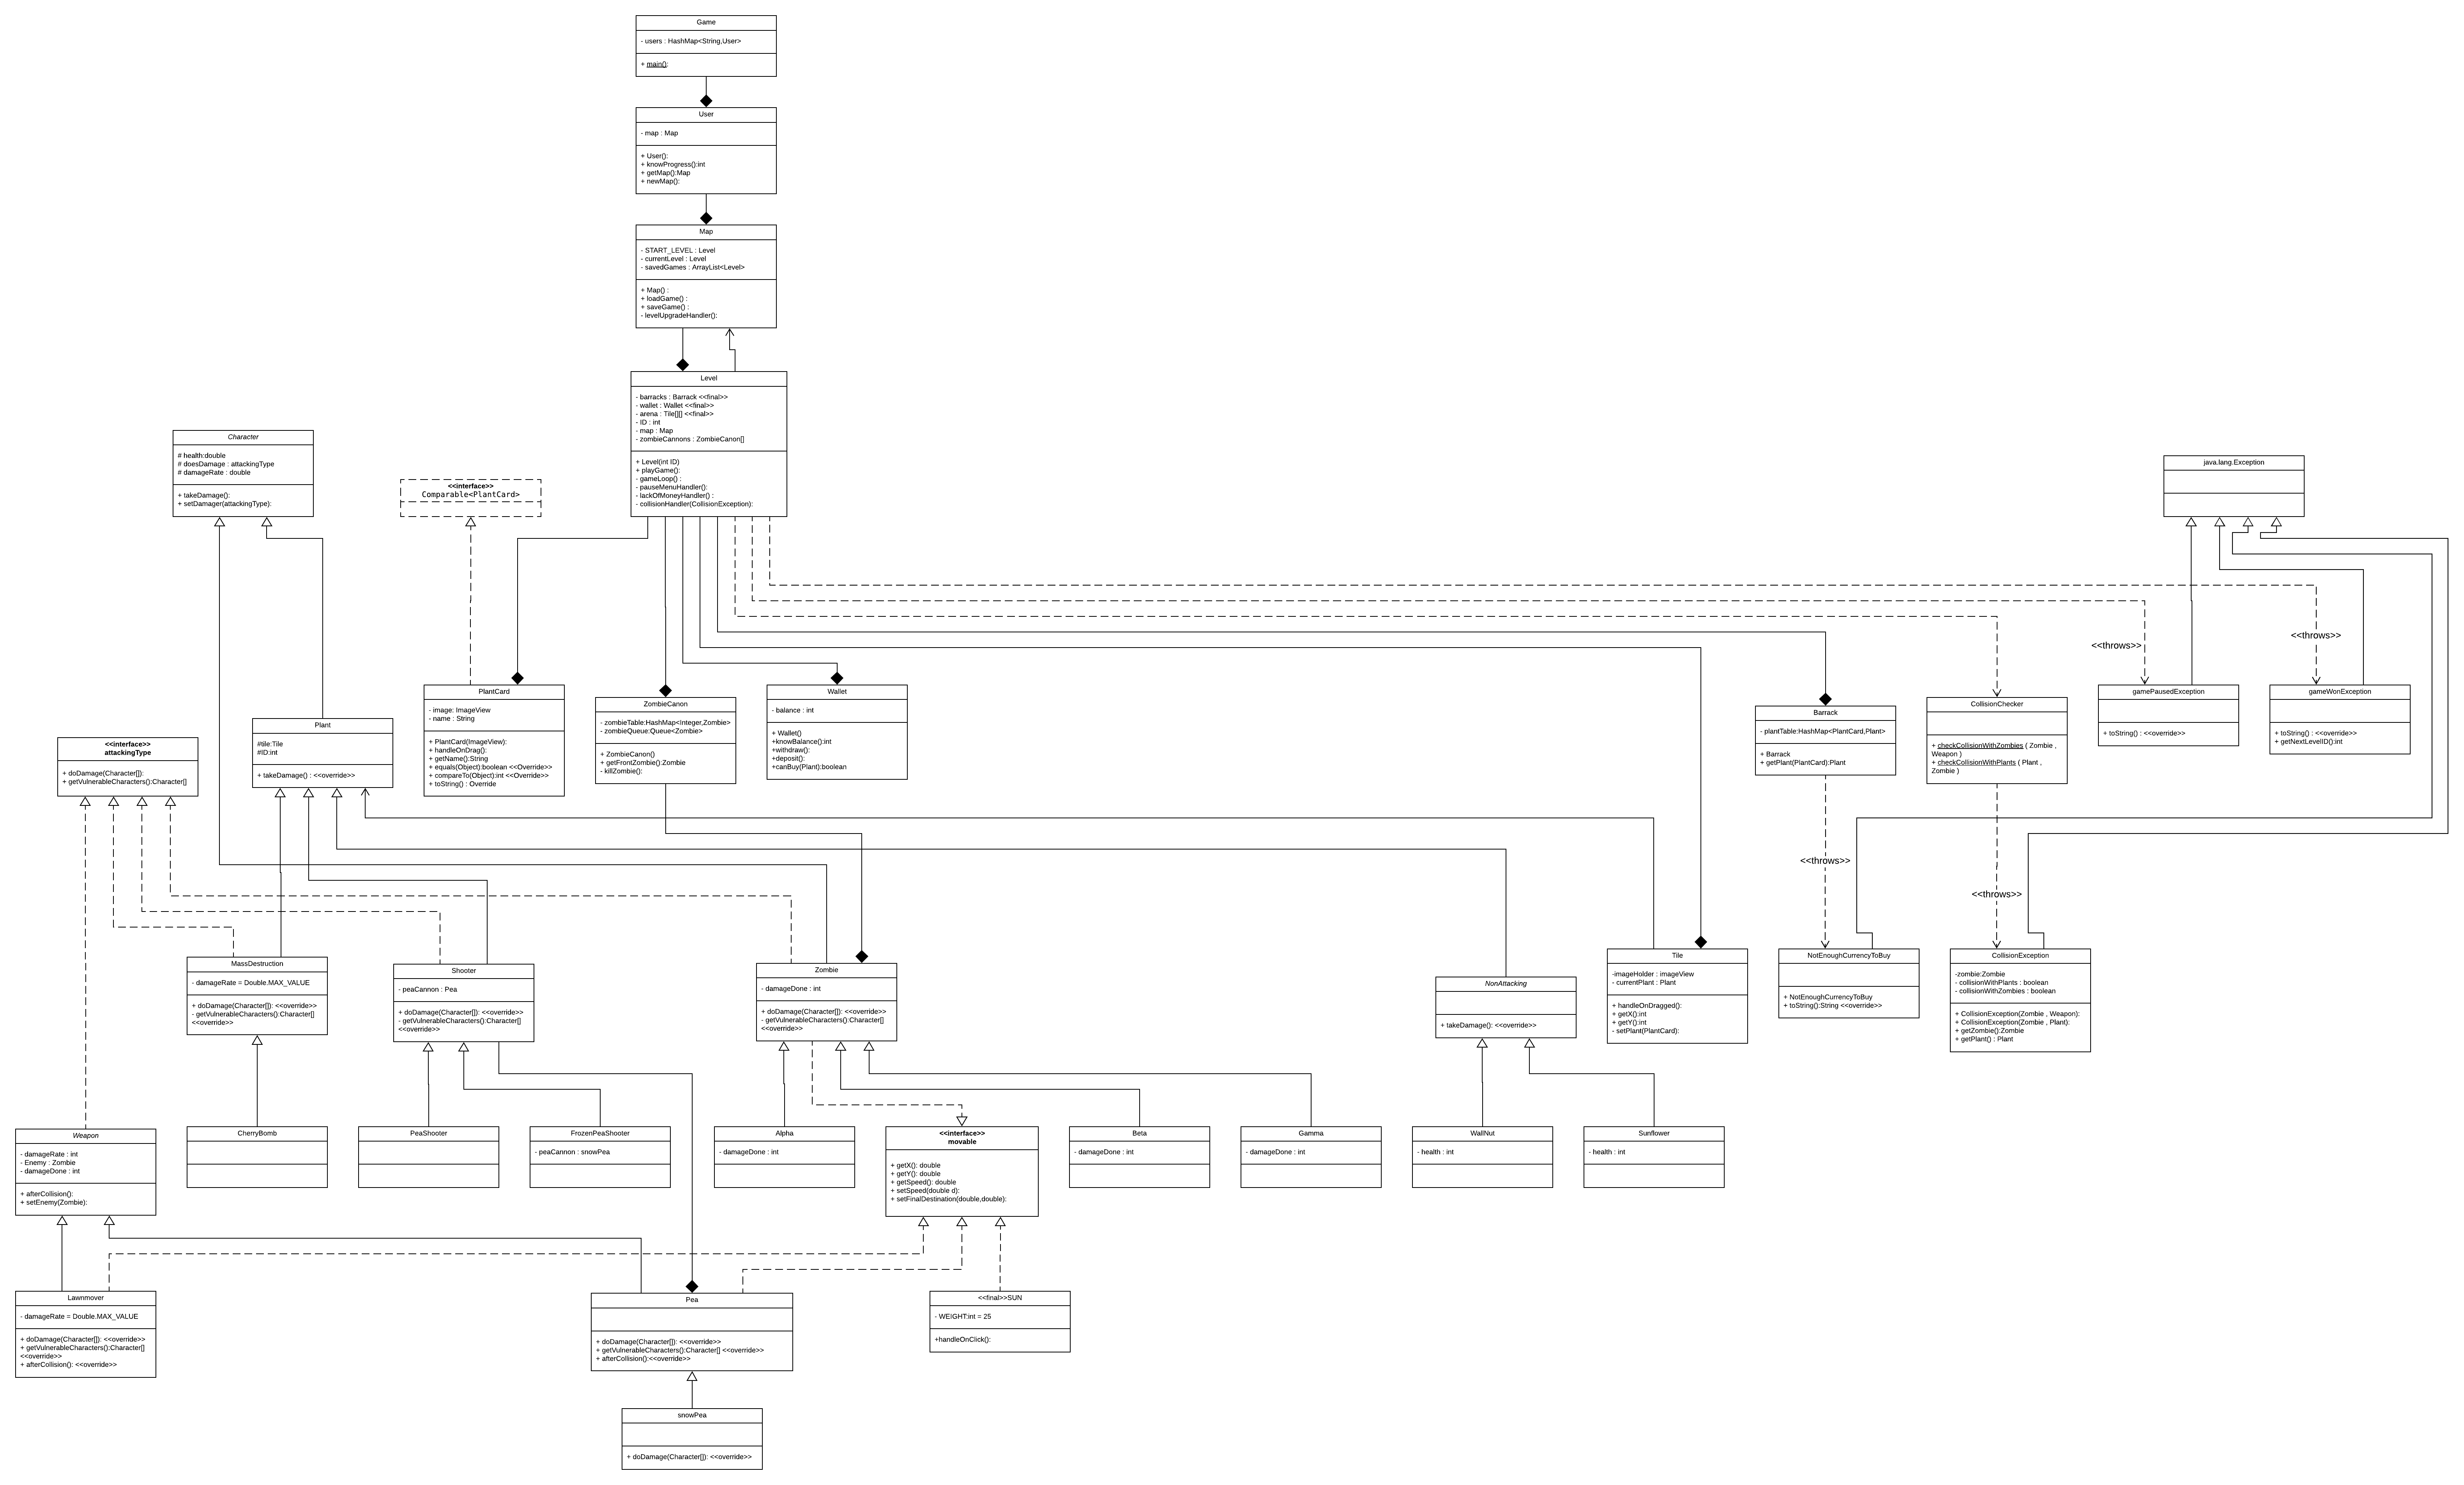 Game
- users : HashMap<String,User>
+ main():
User
- map : Map
+ User():
+ knowProgress():int
+ getMap():Map
+ newMap():
Map
- START_LEVEL : Level
- currentLevel : Level
- savedGames : ArrayList<Level>
+ Map() :
+ loadGame() :
+ saveGame() :
- levelUpgradeHandler():
Level
- barracks : Barrack <<final>>
- wallet : Wallet <<final>>
- arena : Tile[][] <<final>>
- ID : int
- map : Map
- zombieCannons : ZombieCanon[]
+ Level(int ID)
+ playGame():
- gameLoop() :
- pauseMenuHandler():
- lackOfMoneyHandler() :
- collisionHandler(CollisionException):
Character
# health:double
# doesDamage : attackingType
# damageRate : double
+ takeDamage():
+ setDamager(attackingType):
<<interface>>
Comparable<PlantCard>
java.lang.Exception
<<throws>>
<<throws>>
<<interface>>
attackingType
+ doDamage(Character[]):
+ getVulnerableCharacters():Character[]
Plant
#tile:Tile
#ID:int
+ takeDamage() : <<override>>
PlantCard
- image: ImageView
- name : String
+ PlantCard(ImageView):
+ handleOnDrag():
+ getName():String
+ equals(Object):boolean <<Override>>
+ compareTo(Object):int <<Override>>
+ toString() : Override
ZombieCanon
- zombieTable:HashMap<Integer,Zombie>
- zombieQueue:Queue<Zombie>
+ ZombieCanon()
+ getFrontZombie():Zombie
- killZombie():
Wallet
- balance : int
+ Wallet()
+knowBalance():int
+withdraw():
+deposit():
+canBuy(Plant):boolean
Barrack
- plantTable:HashMap<PlantCard,Plant>
+ Barrack
+ getPlant(PlantCard):Plant
CollisionChecker
+ checkCollisionWithZombies ( Zombie ,
Weapon )
+ checkCollisionWithPlants ( Plant ,
Zombie )
gamePausedException
+ toString() : <<override>>
gameWonException
+ toString() : <<override>>
+ getNextLevelID():int
<<throws>>
<<throws>>
MassDestruction
- damageRate = Double.MAX_VALUE
+ doDamage(Character[]): <<override>>
- getVulnerableCharacters():Character[]
<<override>>
Shooter
- peaCannon : Pea
+ doDamage(Character[]): <<override>>
- getVulnerableCharacters():Character[]
<<override>>
Zombie
- damageDone : int
+ doDamage(Character[]): <<override>>
- getVulnerableCharacters():Character[]
<<override>>
NonAttacking
+ takeDamage(): <<override>>
Tile
-imageHolder : imageView
- currentPlant : Plant
+ handleOnDragged():
+ getX():int
+ getY():int
- setPlant(PlantCard):
NotEnoughCurrencyToBuy
+ NotEnoughCurrencyToBuy
+ toString():String <<override>>
CollisionException
-zombie:Zombie
- collisionWithPlants : boolean
- collisionWithZombies : boolean
+ CollisionException(Zombie , Weapon):
+ CollisionException(Zombie , Plant):
+ getZombie():Zombie
+ getPlant() : Plant
Weapon
- damageRate : int
- Enemy : Zombie
- damageDone : int
+ afterCollision():
+ setEnemy(Zombie):
CherryBomb
PeaShooter
FrozenPeaShooter
- peaCannon : snowPea
Alpha
- damageDone : int
<<interface>>
movable
+ getX(): double
+ getY(): double
+ getSpeed(): double
+ setSpeed(double d):
+ setFinalDestination(double,double):
Beta
- damageDone : int
Gamma
- damageDone : int
WallNut
- health : int
Sunflower
- health : int
Lawnmover
- damageRate = Double.MAX_VALUE
+ doDamage(Character[]): <<override>>
+ getVulnerableCharacters():Character[]
<<override>>
+ afterCollision(): <<override>>
Pea
+ doDamage(Character[]): <<override>>
+ getVulnerableCharacters():Character[] <<override>>
+ afterCollision():<<override>>
<<final>>SUN
- WEIGHT:int = 25
+handleOnClick():
snowPea
+ doDamage(Character[]): <<override>>